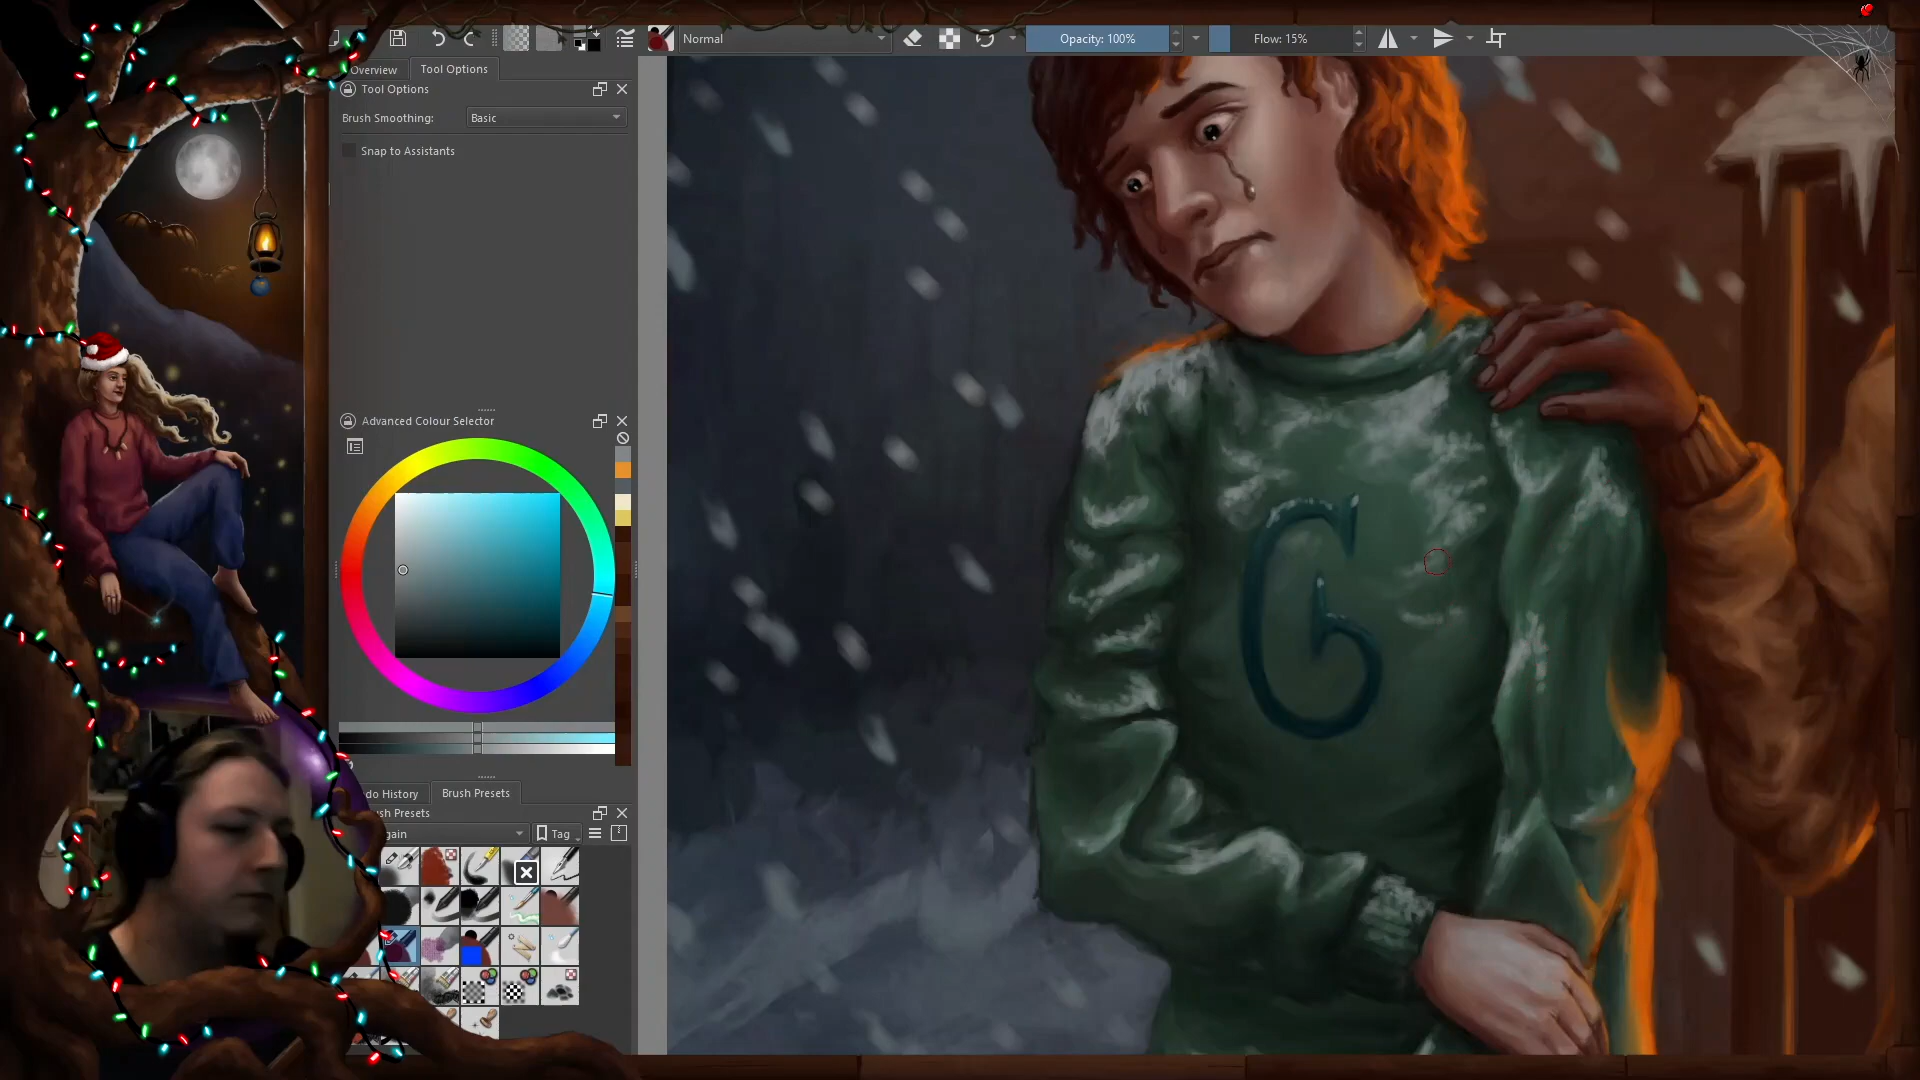 Normal
Opacity: 100%
Flow: 15%
Overview
Tool Options
Tool Options
Brush Smoothing:
Basic
Snap to Assistants
Advanced Colour Selector
do History
Brush Presets
ush Presets
gain
Tag
G